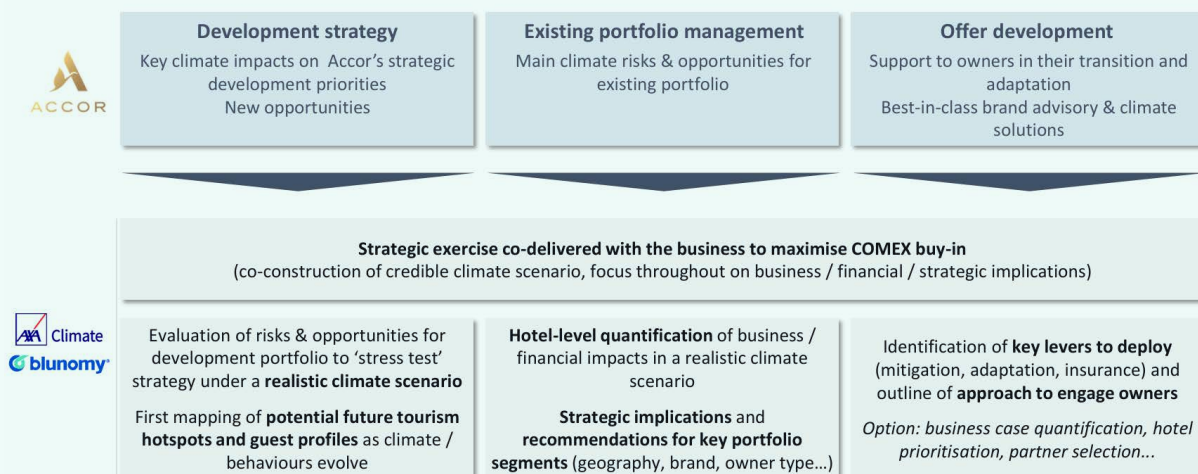 Development strategy
Key climate impacts on Accor's strategic
development priorities
New opportunities
Existing portfolio management
Main climate risks & opportunities for
existing portfolio
Offer development
Support to owners in their transition and
adaptation
Best-in-class brand advisory & climate
solutions
ACCOR
Strategic exercise co-delivered with the business to maximise COMEX buy-in
(co-construction of credible climate scenario, focus throughout on business / financial / strategic implications)
AXA Climate
blunomy
Evaluation of risks & opportunities for
development portfolio to ‘stress test’
strategy under a realistic climate scenario
First mapping of potential future tourism
hotspots and guest profiles as climate /
behaviours evolve
Hotel-level quantification of business /
financial impacts in a realistic climate
scenario
Strategic implications and
recommendations for key portfolio
segments (geography, brand, owner type…)
Identification of key levers to deploy
(mitigation, adaptation, insurance) and
outline of approach to engage owners
Option: business case quantification, hotel
prioritisation, partner selection...